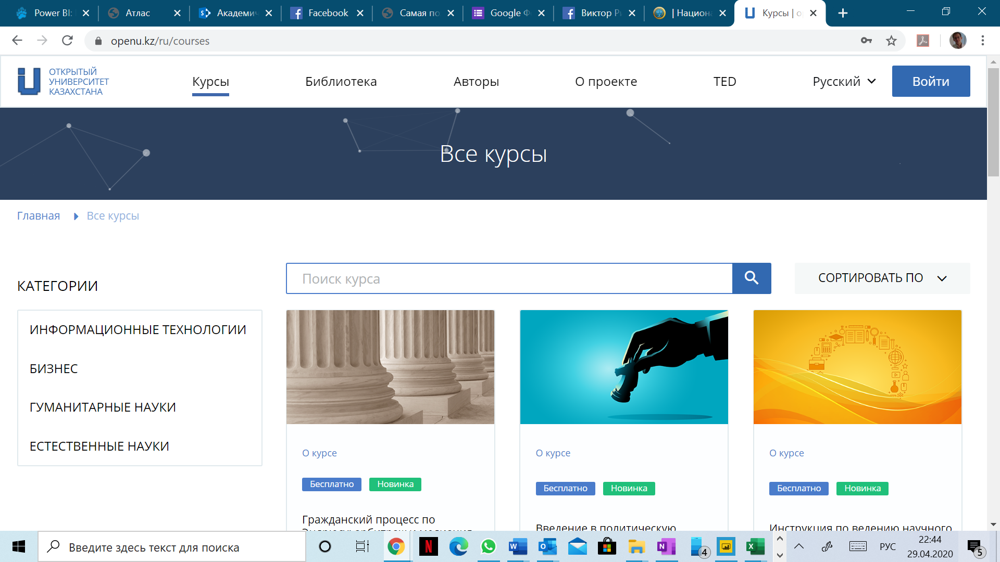 Power BI:
Атлас
Академич
Facebook
Самая по
Google Ф
Виктор Ри
| Национа
Курсы | о
openu.kz/ru/courses
ОТКРЫТЫЙ
УНИВЕРСИТЕТ
КАЗАХСТАНА
Курсы
Библиотека
Авторы
О проекте
TED
Русский
Войти
Все курсы
Главная
Все курсы
КАТЕГОРИИ
Поиск курса
СОРТИРОВАТЬ ПО
ИНФОРМАЦИОННЫЕ ТЕХНОЛОГИИ
БИЗНЕС
ГУМАНИТАРНЫЕ НАУКИ
ЕСТЕСТВЕННЫЕ НАУКИ
О курсе
Бесплатно Новинка
Гражданский процесс по
О курсе
Бесплатно Новинка
Введение в политическую
О курсе
Бесплатно Новинка
Инструкция по ведению научного
Введите здесь текст для поиска
4
РУС
22:44
29.04.2020
5